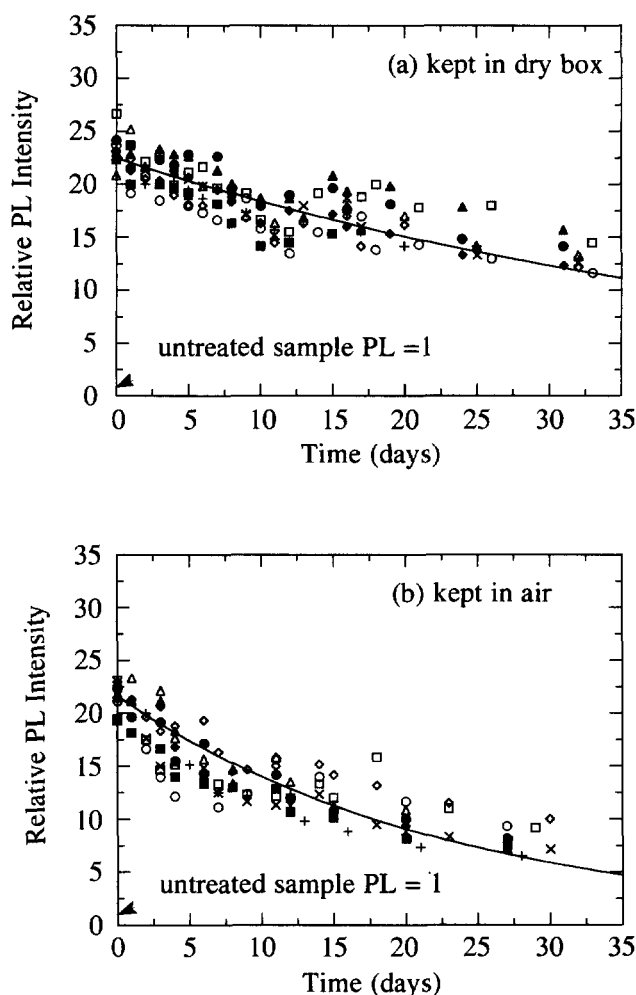 (a) kept in dry box
35
30
25
20
15
10
5
0
Relative PL Intensity
untreated sample PL =1
0 5 10 15 20 25 30 35
Time (days)
(b) kept in air
35
30
25
20
15
10
5
0
Relative PL Intensity
untreated sample PL = 1
0 5 10 15 20 25 30 35
Time (days)